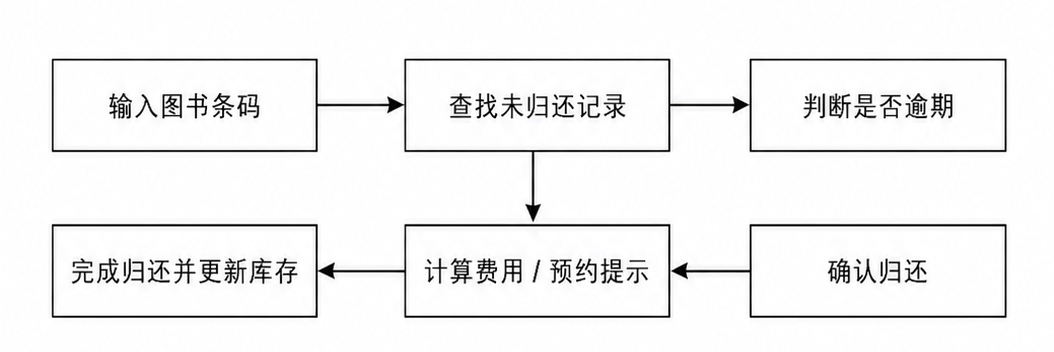 输入图书条码
查找未归还记录
判断是否逾期
完成归还并更新库存
计算费用 / 预约提示
确认归还